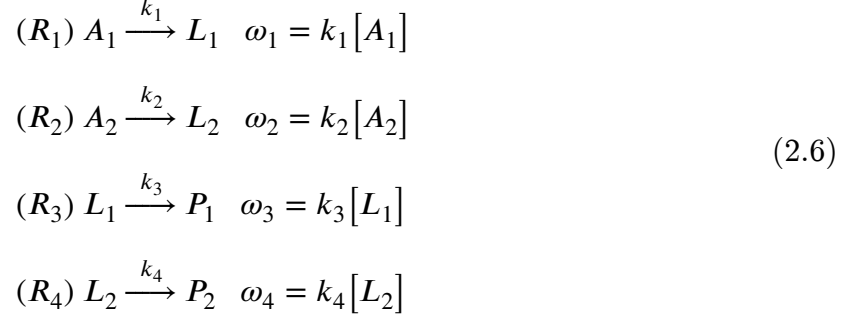 (R₁) A₁ —k₁→ L₁ ω₁ = k₁[A₁]
(R₂) A₂ —k₂→ L₂ ω₂ = k₂[A₂]
(2.6)
(R₃) L₁ —k₃→ P₁ ω₃ = k₃[L₁]
(R₄) L₂ —k₄→ P₂ ω₄ = k₄[L₂]